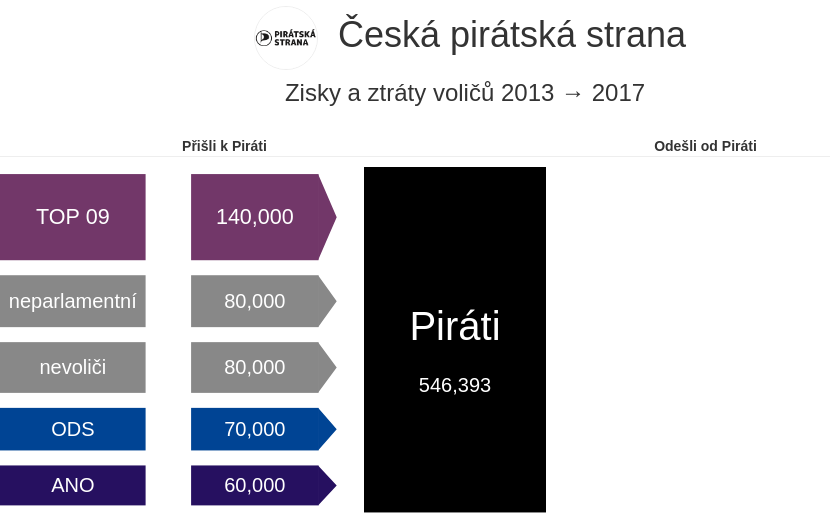 PIRÁTSKÁ
STRANA
Česká pirátská strana
Zisky a ztráty voličů 2013 → 2017
Přišli k Piráti
Odešli od Piráti
TOP 09
140,000
neparlamentní
80,000
nevoliči
80,000
ODS
70,000
ANO
60,000
Piráti
546,393